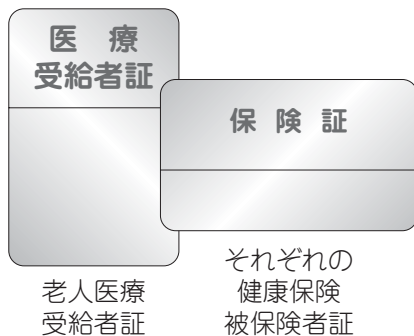 医療
受給者証
保険証
老人医療
受給者証
それぞれの
健康保険
被保険者証